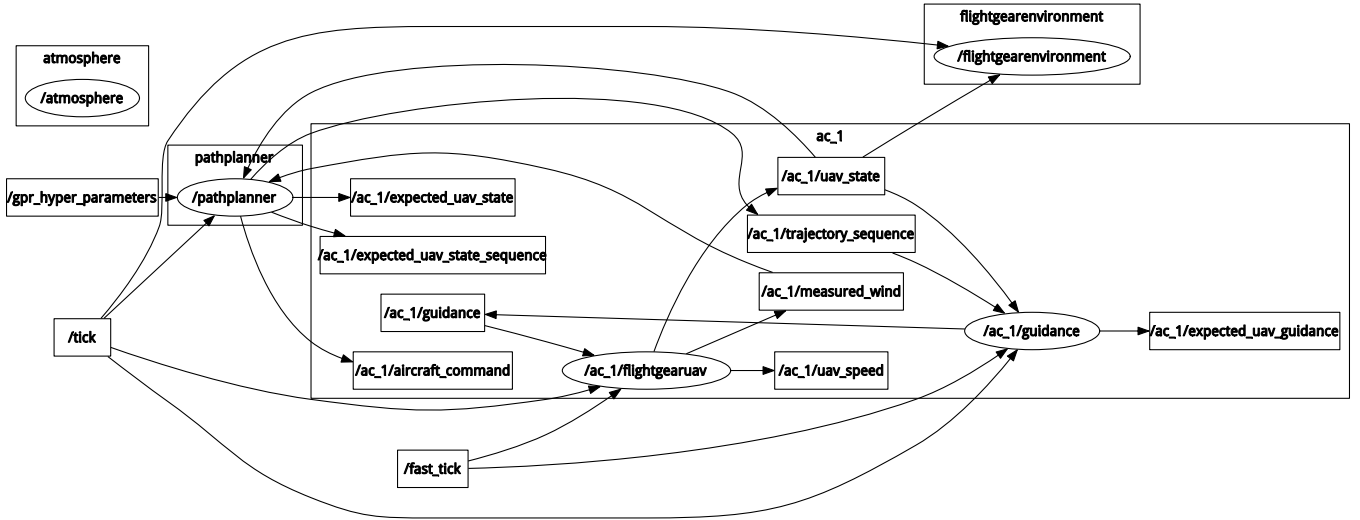 flightgearenvironment
/flightgearenvironment
atmosphere
/atmosphere
ac_1
pathplanner
/pathplanner
/gpr_hyper_parameters
/ac_1/expected_uav_state
/ac_1/uav_state
/ac_1/trajectory_sequence
/ac_1/expected_uav_state_sequence
/ac_1/measured_wind
/ac_1/guidance
/tick
/ac_1/guidance
/ac_1/expected_uav_guidance
/ac_1/aircraft_command
/ac_1/flightgearuav
/ac_1/uav_speed
/fast_tick